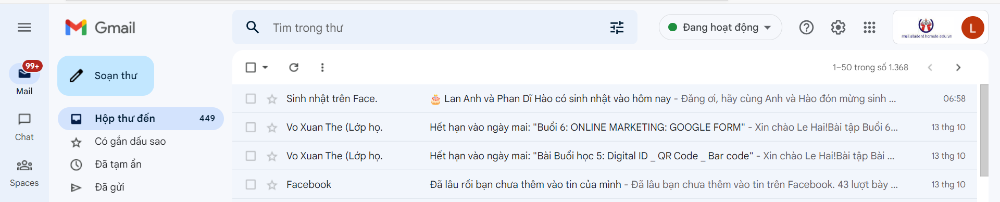 Gmail
Tìm trong thư
Đang hoạt động
mail.student.hcmute.edu.vn
L
99+
Mail
Soạn thư
1–50 trong số 1.368
Chat
Spaces
Hộp thư đến 449
Có gắn dấu sao
Đã tạm ẩn
Đã gửi
Sinh nhật trên Face. 🎂 Lan Anh và Phan Dĩ Hào có sinh nhật vào hôm nay - Đăng ơi, hãy cùng Anh và Hào đón mừng sinh ... 06:58
Vo Xuan The (Lớp họ. Hết hạn vào ngày mai: "Buổi 6: ONLINE MARKETING: GOOGLE FORM" - Xin chào Le Hai!Bài tập Buổi 6... 13 thg 10
Vo Xuan The (Lớp họ. Hết hạn vào ngày mai: "Bài Buổi học 5: Digital ID _ QR Code _ Bar code" - Xin chào Le Hai!Bài tập Bài ... 13 thg 10
Facebook Đã lâu rồi bạn chưa thêm vào tin của mình - Đã lâu bạn chưa thêm vào tin trên Facebook. 43 lượt bày ... 13 thg 10